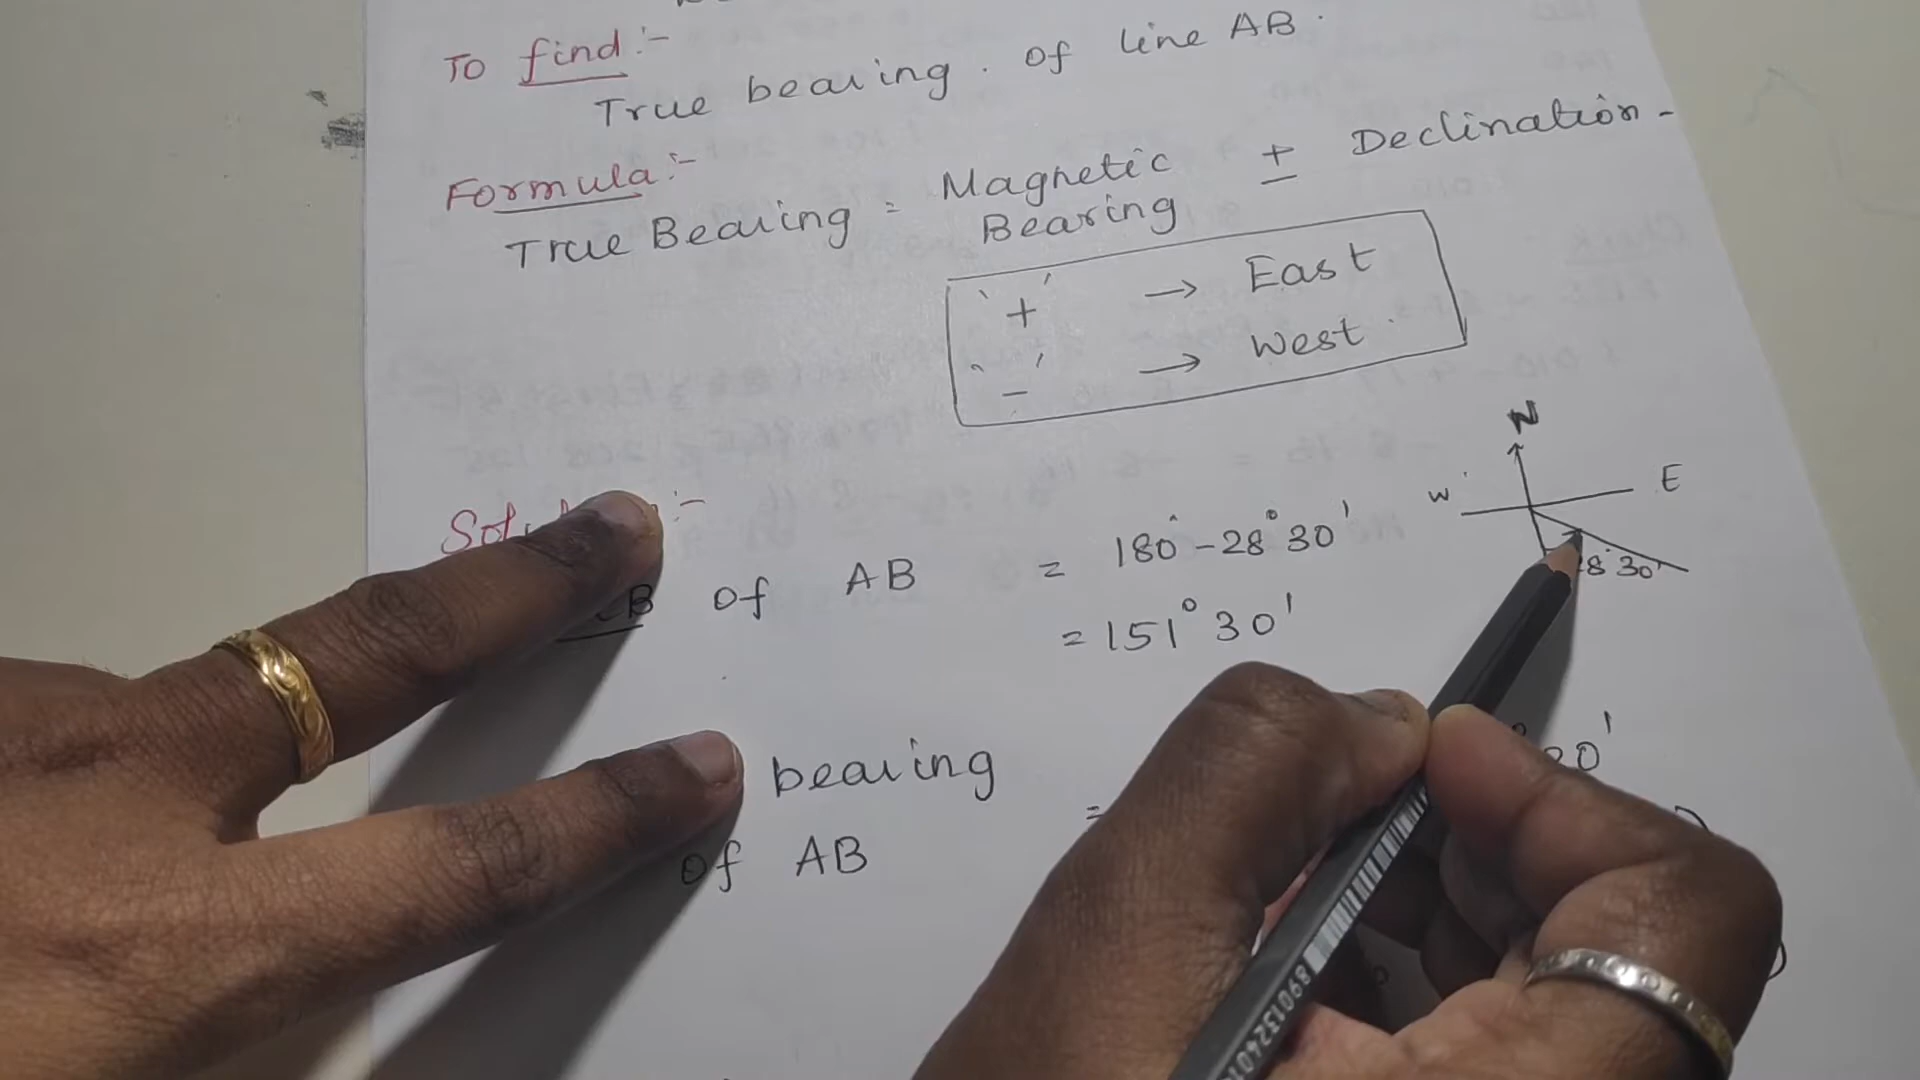 To find :-
True bearing. of line AB.
Formula :-
True Bearing = Magnetic Bearing ± Declination -
"+" → East
"-" → West
N
W E
28° 30'
:-
of AB = 180° - 28° 30'
= 151° 30'
bearing =
of AB